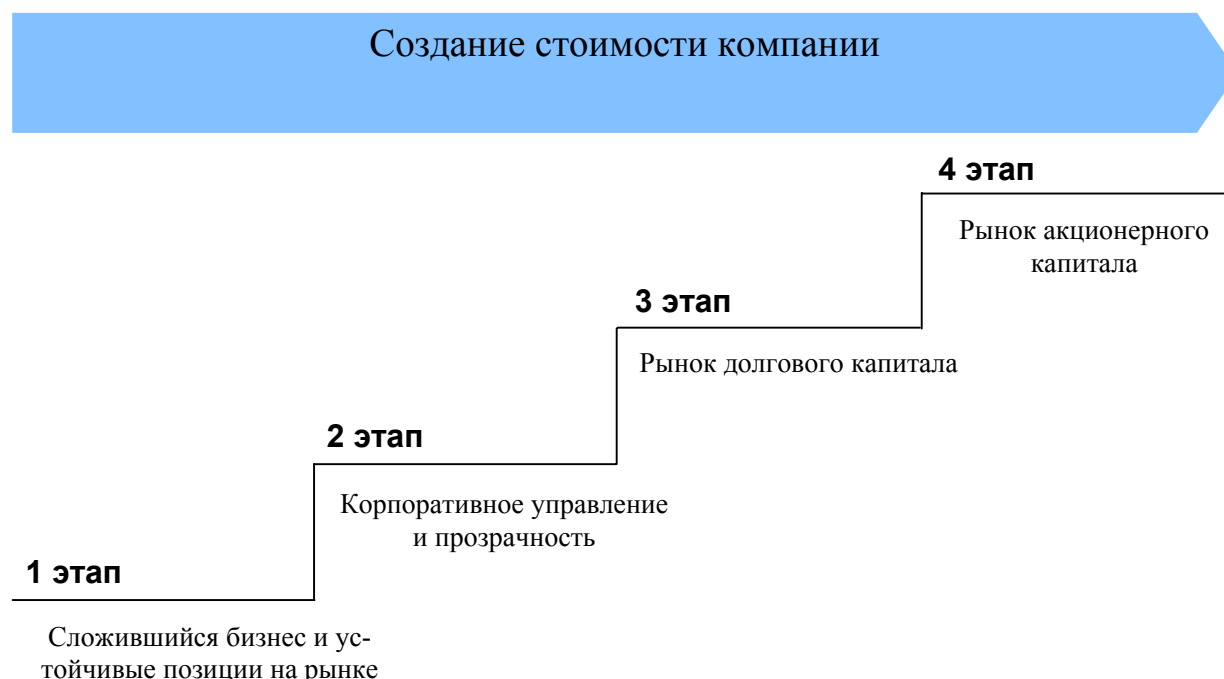 Создание стоимости компании
4 этап
Рынок акционерного
капитала
3 этап
Рынок долгового капитала
2 этап
Корпоративное управление
и прозрачность
1 этап
Сложившийся бизнес и ус-
тойчивые позиции на рынке